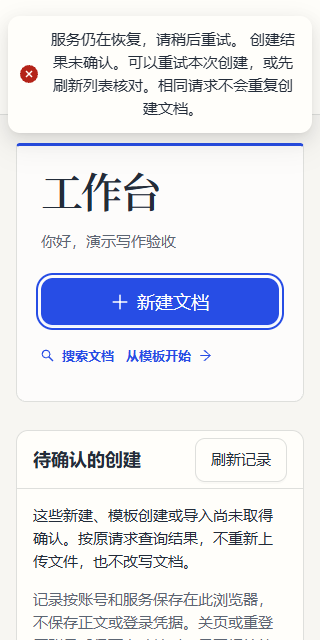 服务仍在恢复，请稍后重试。 创建结
果未确认。可以重试本次创建，或先
刷新列表核对。相同请求不会重复创
建文档。
工作台
你好，演示写作验收
新建文档
搜索文档 从模板开始
待确认的创建
刷新记录
这些新建、模板创建或导入尚未取得
确认。按原请求查询结果，不重新上
传文件，也不改写文档。
记录按账号和服务保存在此浏览器，
不保存正文或登录凭据。关页或重登